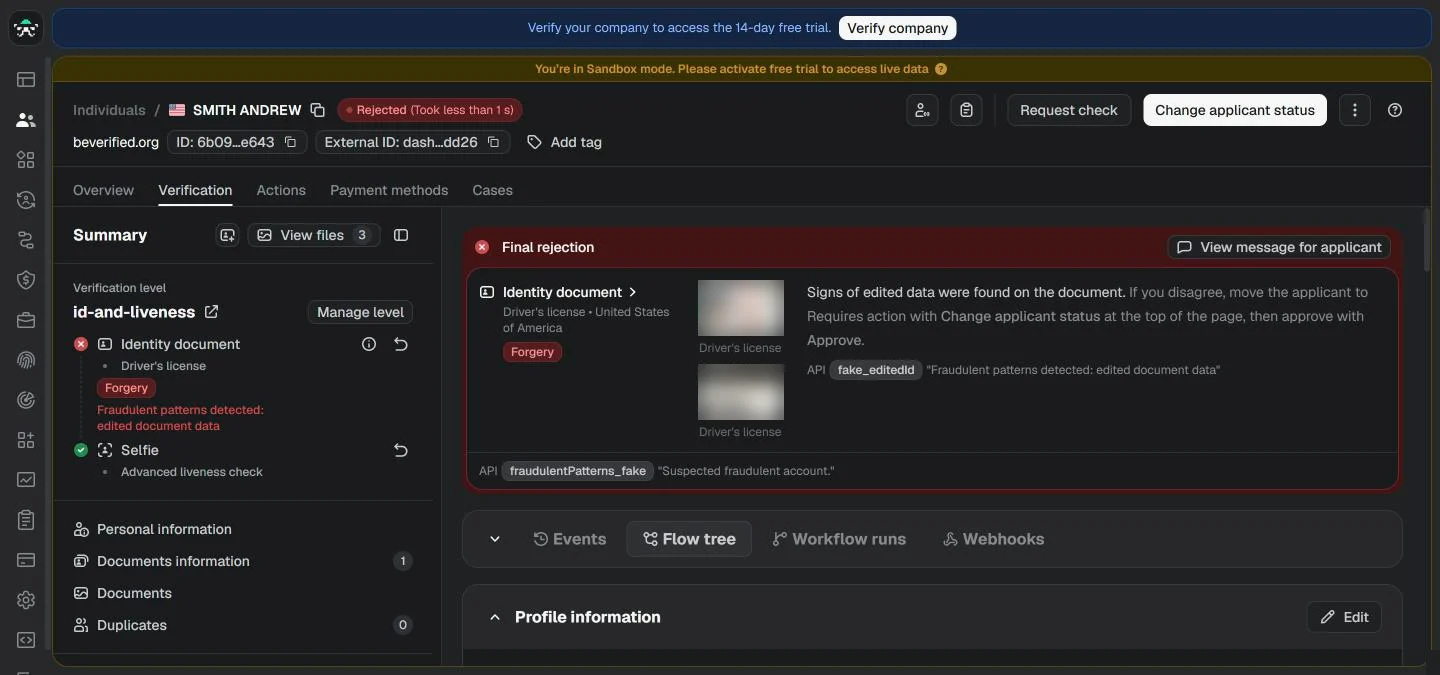 Verify your company to access the 14-day free trial. Verify company
You're in Sandbox mode. Please activate free trial to access live data ?
Individuals / SMITH ANDREW Rejected (Took less than 1 s) Request check Change applicant status
beverified.org ID: 6b09...e643 External ID: dash...dd26 Add tag
Overview Verification Actions Payment methods Cases
Summary View files 3
Verification level
id-and-liveness Manage level
Identity document
Driver's license
Forgery
Fraudulent patterns detected:
edited document data
Selfie
Advanced liveness check
Personal information
Documents information 1
Documents
Duplicates 0
Final rejection View message for applicant
Identity document
Driver's license • United States
of America
Forgery
Driver's license
Driver's license
Signs of edited data were found on the document. If you disagree, move the applicant to
Requires action with Change applicant status at the top of the page, then approve with
Approve.
API fake_editedId "Fraudulent patterns detected: edited document data"
API fraudulentPatterns_fake "Suspected fraudulent account."
Events Flow tree Workflow runs Webhooks
Profile information Edit